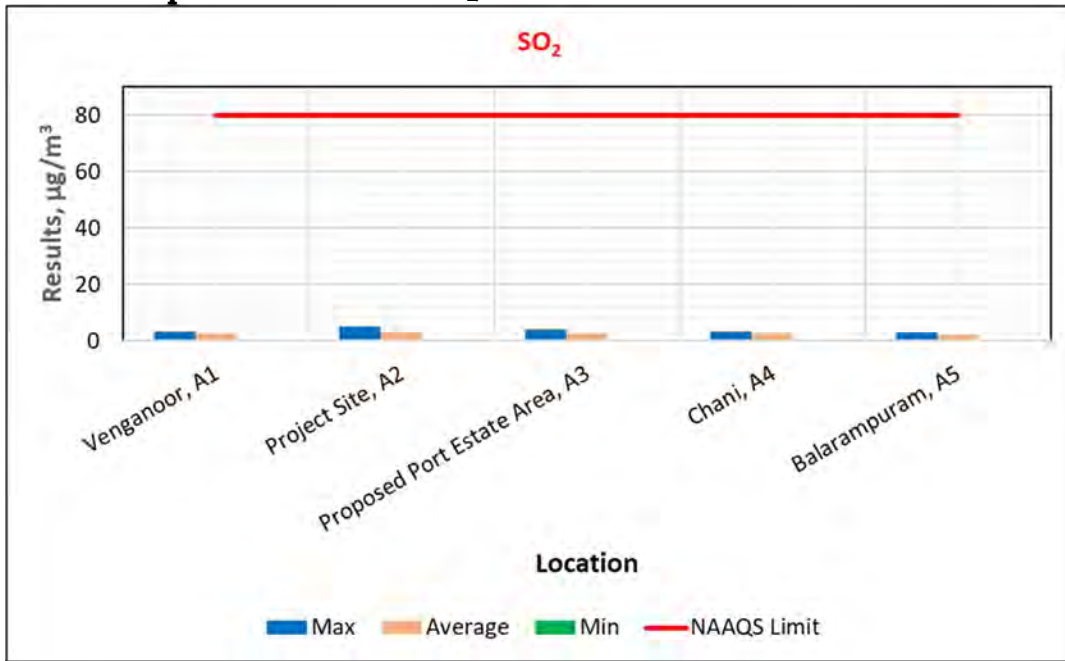 SO₂
Results, µg/m³
80
60
40
20
0
Venganoor, A1
Project Site, A2
Proposed Port Estate Area, A3
Chani, A4
Balarampuram, A5
Location
Max Average Min NAAQS Limit